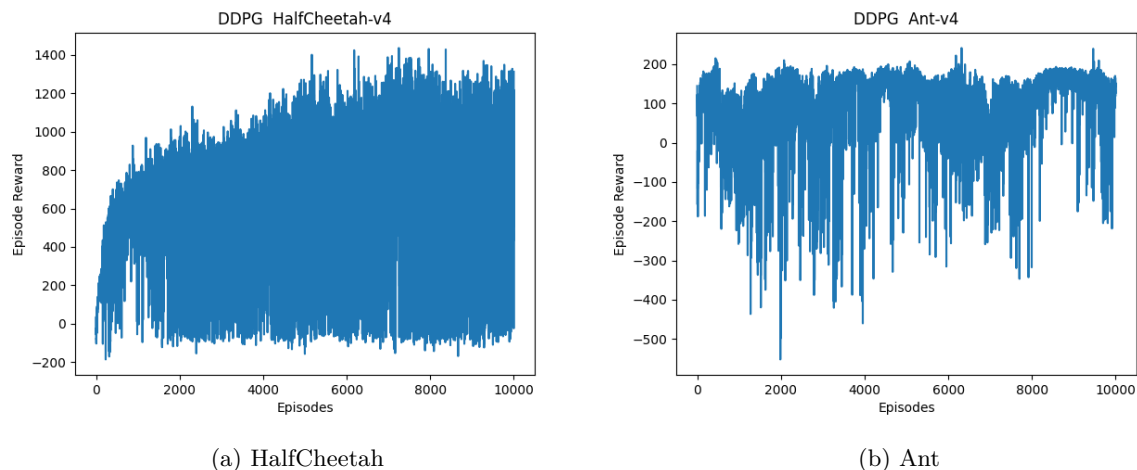 DDPG HalfCheetah-v4
1400
1200
1000
800
600
400
200
0
−200
Episode Reward
0 2000 4000 6000 8000 10000
Episodes
(a) HalfCheetah
DDPG Ant-v4
200
100
0
−100
−200
−300
−400
−500
Episode Reward
0 2000 4000 6000 8000 10000
Episodes
(b) Ant